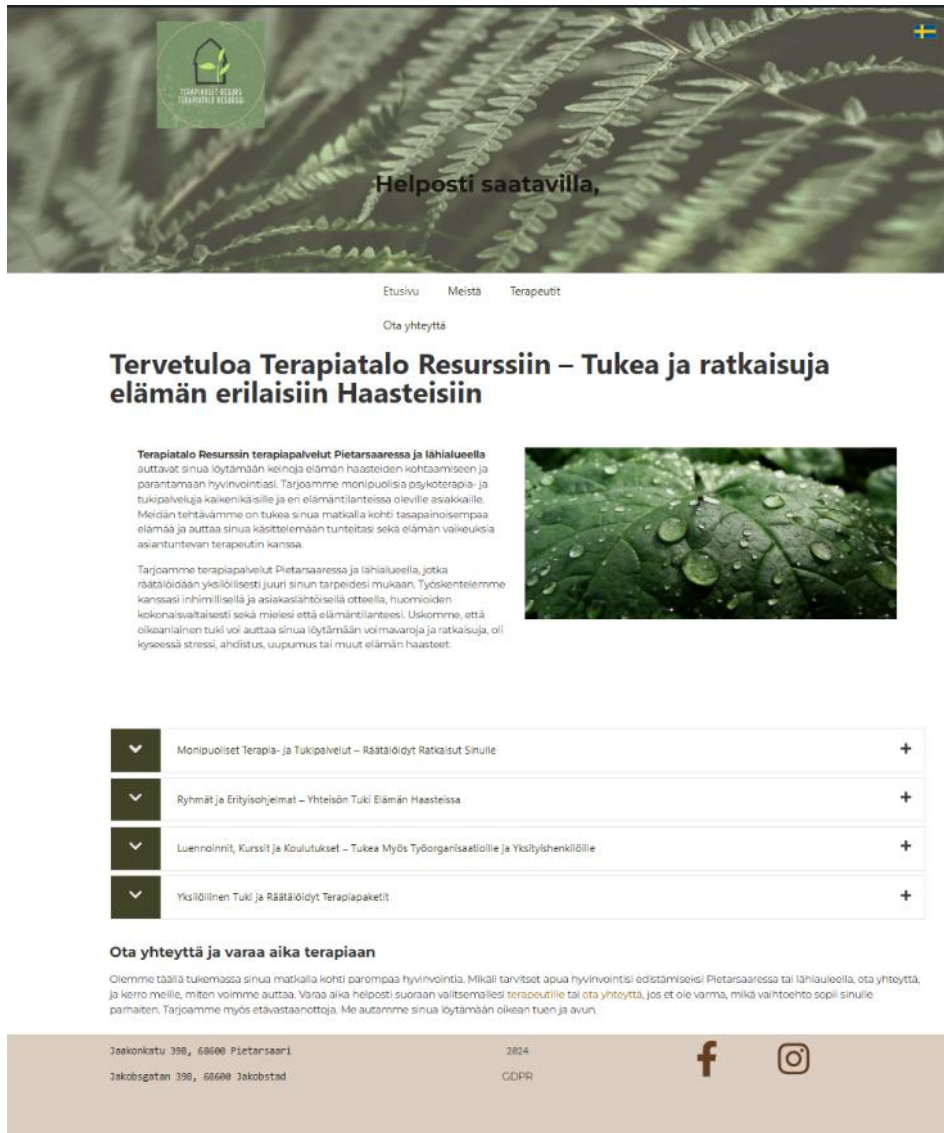 TERAPIHUSET RESURS
TERAPIATALO RESURSSI
Helposti saatavilla,
Etusivu Meistä Terapeutit
Ota yhteyttä
Tervetuloa Terapiatalo Resurssiin – Tukea ja ratkaisuja
elämän erilaisiin Haasteisiin
Terapiatalo Resurssin terapiapalvelut Pietarsaaressa ja lähialueella
auttavat sinua löytämään keinoja elämän haasteiden kohtaamiseen ja
parantamaan hyvinvointiasi. Tarjoamme monipuolisia psykoterapia- ja
tukipalveluja kaikenikäisille ja eri elämäntilanteissa oleville asiakkaille.
Meidän tehtävämme on tukea sinua matkalla kohti tasapainoisempaa
elämää ja auttaa sinua käsittelemään tunteitasi sekä elämän vaikeuksia
asiantuntevan terapeutin kanssa.
Tarjoamme terapiapalvelut Pietarsaaressa ja lähialueella, jotka
räätälöidään yksilöllisesti juuri sinun tarpeidesi mukaan. Työskentelemme
kanssasi inhimillisellä ja asiakaslähtöisellä otteella, huomioiden
kokonaisvaltaisesti sekä mielesi että elämäntilanteesi. Uskomme, että
oikeanlainen tuki voi auttaa sinua löytämään voimavaroja ja ratkaisuja, oli
kyseessä stressi, ahdistus, uupumus tai muut elämän haasteet.
Monipuoliset Terapia- ja Tukipalvelut – Räätälöidyt Ratkaisut Sinulle
Ryhmät ja Erityisohjelmat – Yhteisön Tuki Elämän Haasteissa
Luennoinnit, Kurssit ja Koulutukset – Tukea Myös Työorganisaatioille ja Yksityishenkilöille
Yksilöllinen Tuki ja Räätälöidyt Terapiapaketit
Ota yhteyttä ja varaa aika terapiaan
Olemme täällä tukemassa sinua matkalla kohti parempaa hyvinvointia. Mikäli tarvitset apua hyvinvointisi edistämiseksi Pietarsaaressa tai lähialueella, ota yhteyttä,
ja kerro meille, miten voimme auttaa. Varaa aika helposti suoraan valitsemallesi terapeutille tai ota yhteyttä, jos et ole varma, mikä vaihtoehto sopii sinulle
parhaiten. Tarjoamme myös etävastaanottoja. Me autamme sinua löytämään oikean tuen ja avun.
Jaakonkatu 39B, 68600 Pietarsaari 2024
Jakobsgatan 39B, 68600 Jakobstad GDPR